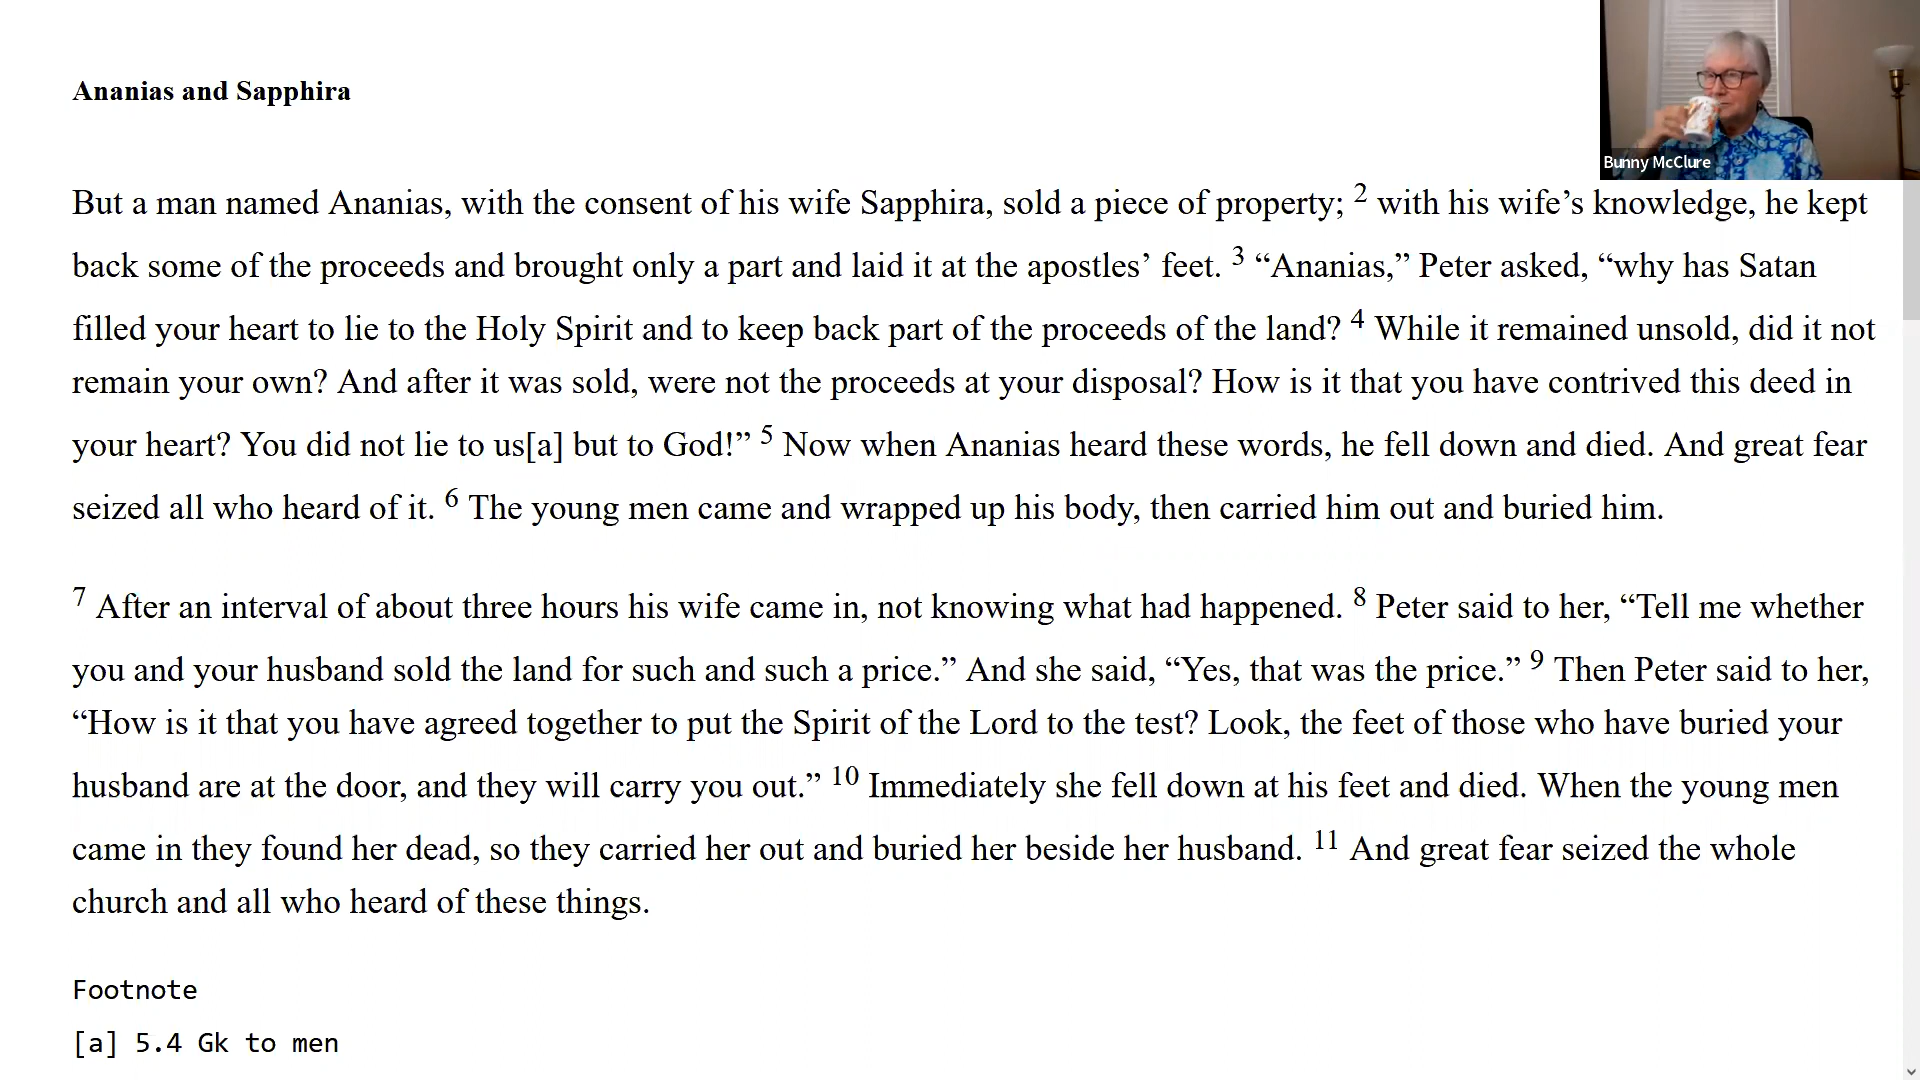 Ananias and Sapphira
Bunny McClure
But a man named Ananias, with the consent of his wife Sapphira, sold a piece of property; 2 with his wife’s knowledge, he kept
back some of the proceeds and brought only a part and laid it at the apostles’ feet. 3 “Ananias,” Peter asked, “why has Satan
filled your heart to lie to the Holy Spirit and to keep back part of the proceeds of the land? 4 While it remained unsold, did it not
remain your own? And after it was sold, were not the proceeds at your disposal? How is it that you have contrived this deed in
your heart? You did not lie to us[a] but to God!” 5 Now when Ananias heard these words, he fell down and died. And great fear
seized all who heard of it. 6 The young men came and wrapped up his body, then carried him out and buried him.
7 After an interval of about three hours his wife came in, not knowing what had happened. 8 Peter said to her, “Tell me whether
you and your husband sold the land for such and such a price.” And she said, “Yes, that was the price.” 9 Then Peter said to her,
“How is it that you have agreed together to put the Spirit of the Lord to the test? Look, the feet of those who have buried your
husband are at the door, and they will carry you out.” 10 Immediately she fell down at his feet and died. When the young men
came in they found her dead, so they carried her out and buried her beside her husband. 11 And great fear seized the whole
church and all who heard of these things.
Footnote
[a] 5.4 Gk to men